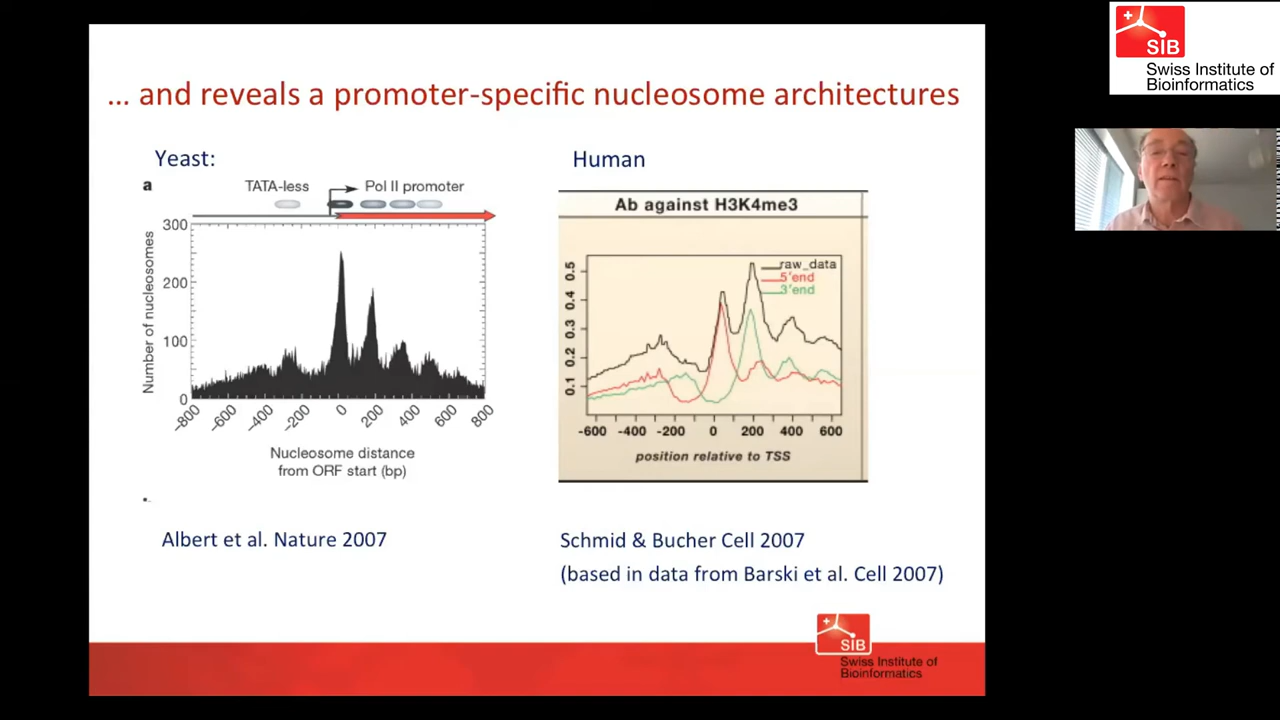 … and reveals a promoter-specific nucleosome architectures
Yeast:
a
TATA-less
Pol II promoter
300
200
100
0
Number of nucleosomes
-800
-600
-400
-200
0
200
400
600
800
Nucleosome distance
from ORF start (bp)
Albert et al. Nature 2007
Human
Ab against H3K4me3
raw_data
5'end
3'end
0.5
0.4
0.3
0.2
0.1
-600 -400 -200 0 200 400 600
position relative to TSS
Schmid & Bucher Cell 2007
(based in data from Barski et al. Cell 2007)
SIB
Swiss Institute of
Bioinformatics
SIB
Swiss Institute of
Bioinformatics